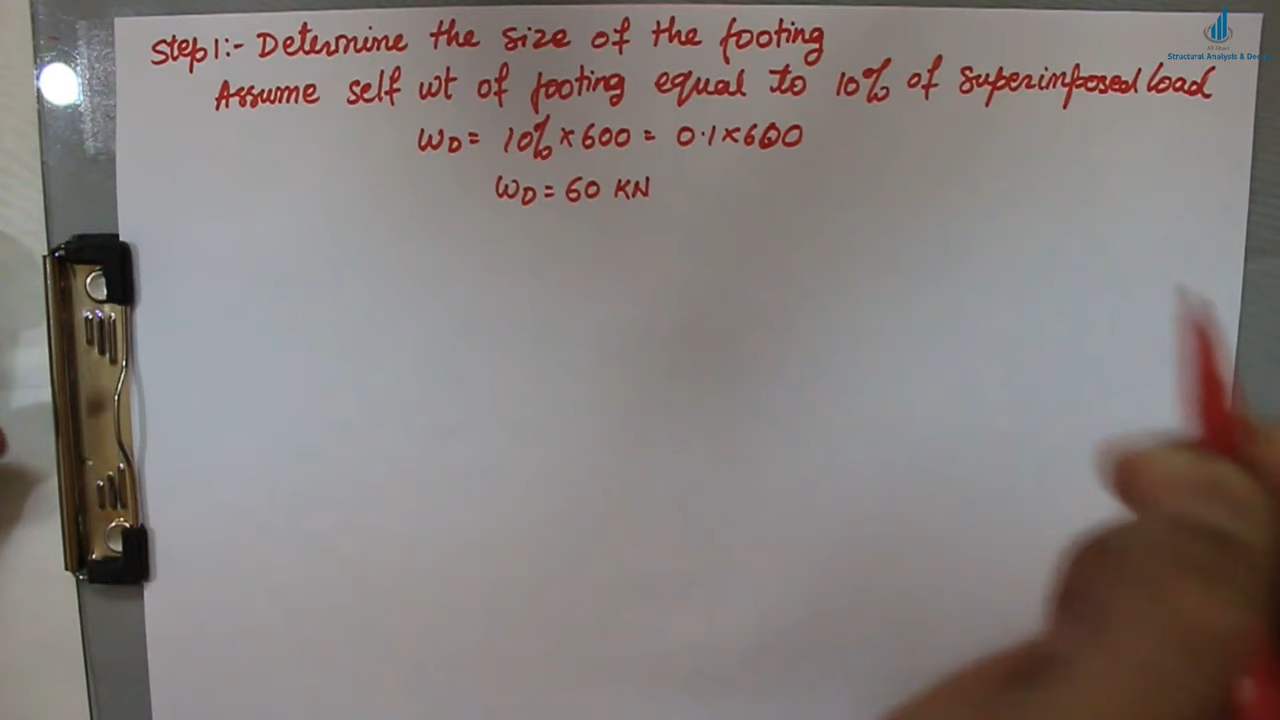 Step1:- Determine the size of the footing
Assume self wt of footing equal to 10% of superimposed load
WD = 10% × 600 = 0.1 × 600
WD = 60 KN
Structural Analysis & Desig